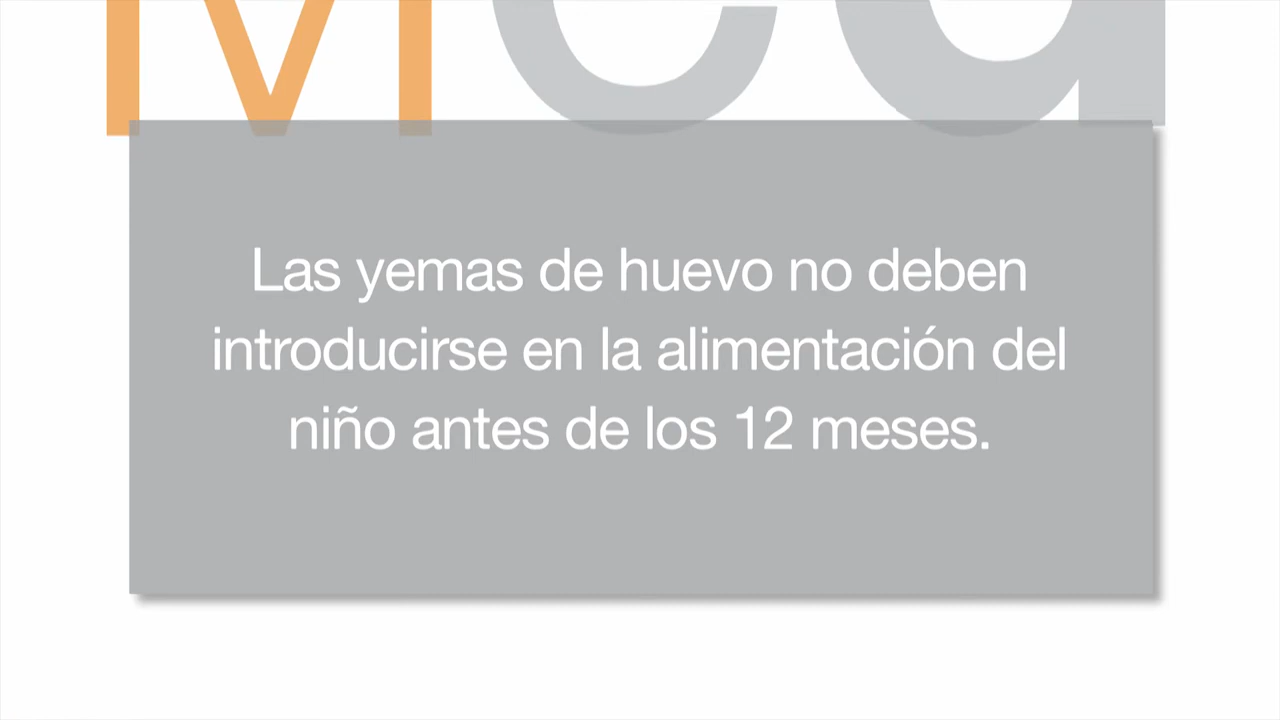 Las yemas de huevo no deben
introducirse en la alimentación del
niño antes de los 12 meses.